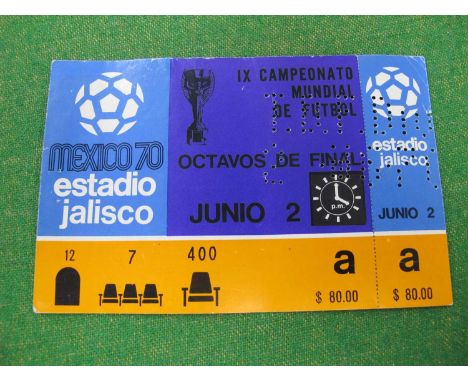 IX CAMPEONATO
MUNDIAL
DE FUTBOL
MEXICO 70
estadio
jalisco
OCTAVOS DE FINAL
JUNIO 2
p.m.
estadio
jalisco
JUNIO 2
12
7
400
a
$ 80.00
a
$ 80.00